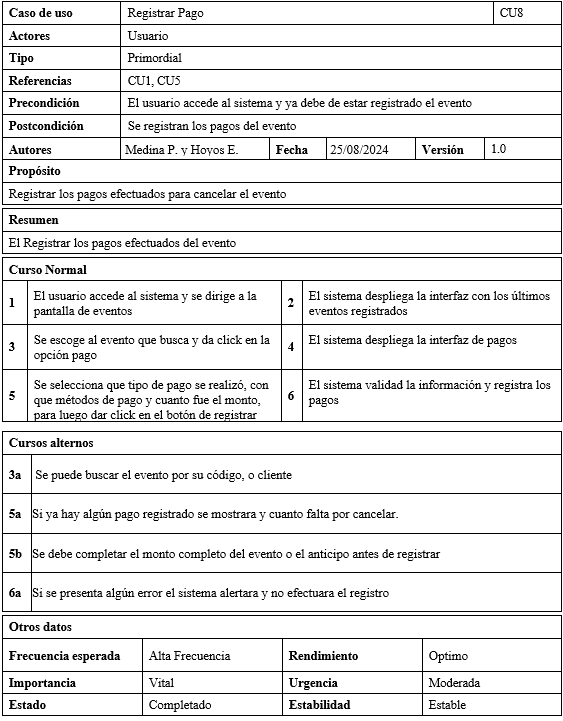 Caso de uso Registrar Pago CU8
Actores Usuario
Tipo Primordial
Referencias CU1, CU5
Precondición El usuario accede al sistema y ya debe de estar registrado el evento
Postcondición Se registran los pagos del evento
Autores Medina P. y Hoyos E. Fecha 25/08/2024 Versión 1.0
Propósito
Registrar los pagos efectuados para cancelar el evento
Resumen
El Registrar los pagos efectuados del evento
Curso Normal
1 El usuario accede al sistema y se dirige a la
pantalla de eventos
2 El sistema despliega la interfaz con los últimos
eventos registrados
3 Se escoge al evento que busca y da click en la
opción pago
4 El sistema despliega la interfaz de pagos
5 Se selecciona que tipo de pago se realizó, con
que métodos de pago y cuanto fue el monto,
para luego dar click en el botón de registrar
6 El sistema validad la información y registra los
pagos
Cursos alternos
3a Se puede buscar el evento por su código, o cliente
5a Si ya hay algún pago registrado se mostrara y cuanto falta por cancelar.
5b Se debe completar el monto completo del evento o el anticipo antes de registrar
6a Si se presenta algún error el sistema alertara y no efectuara el registro
Otros datos
Frecuencia esperada Alta Frecuencia Rendimiento Optimo
Importancia Vital Urgencia Moderada
Estado Completado Estabilidad Estable